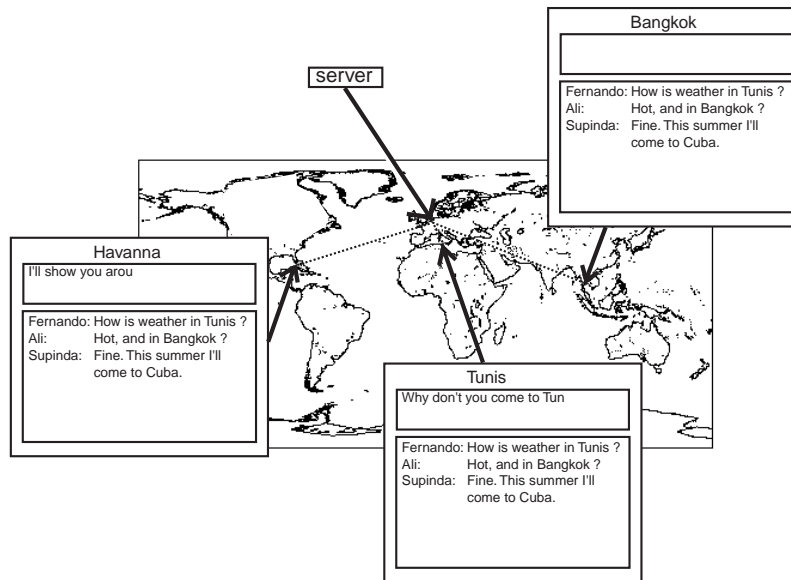 Bangkok
Fernando: How is weather in Tunis ?
Ali: Hot, and in Bangkok ?
Supinda: Fine. This summer I'll
come to Cuba.
server
Havanna
I'll show you arou
Fernando: How is weather in Tunis ?
Ali: Hot, and in Bangkok ?
Supinda: Fine. This summer I'll
come to Cuba.
Tunis
Why don't you come to Tun
Fernando: How is weather in Tunis ?
Ali: Hot, and in Bangkok ?
Supinda: Fine. This summer I'll
come to Cuba.